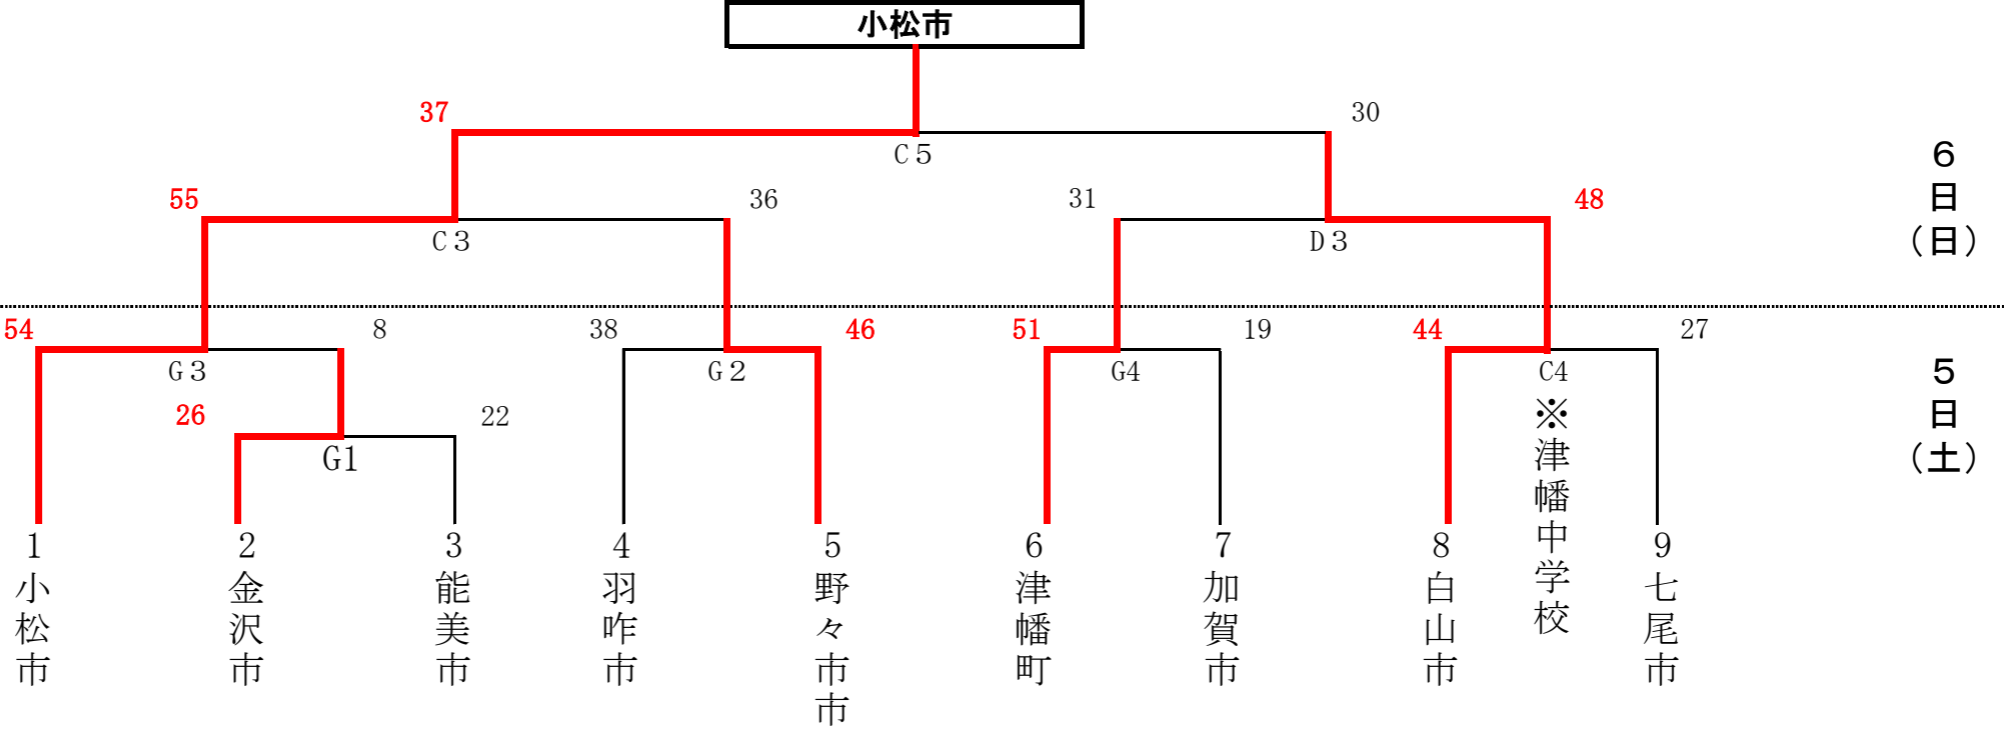 小松市
37
30
C５
55
36
31
48
C３
D３
６日（日）
54
8
38
46
51
19
44
27
G３
G２
G4
C4
26
22
G1
※津幡中学校
５日（土）
1
小松市
2
金沢市
3
能美市
4
羽咋市
5
野々市市
6
津幡町
7
加賀市
8
白山市
9
七尾市